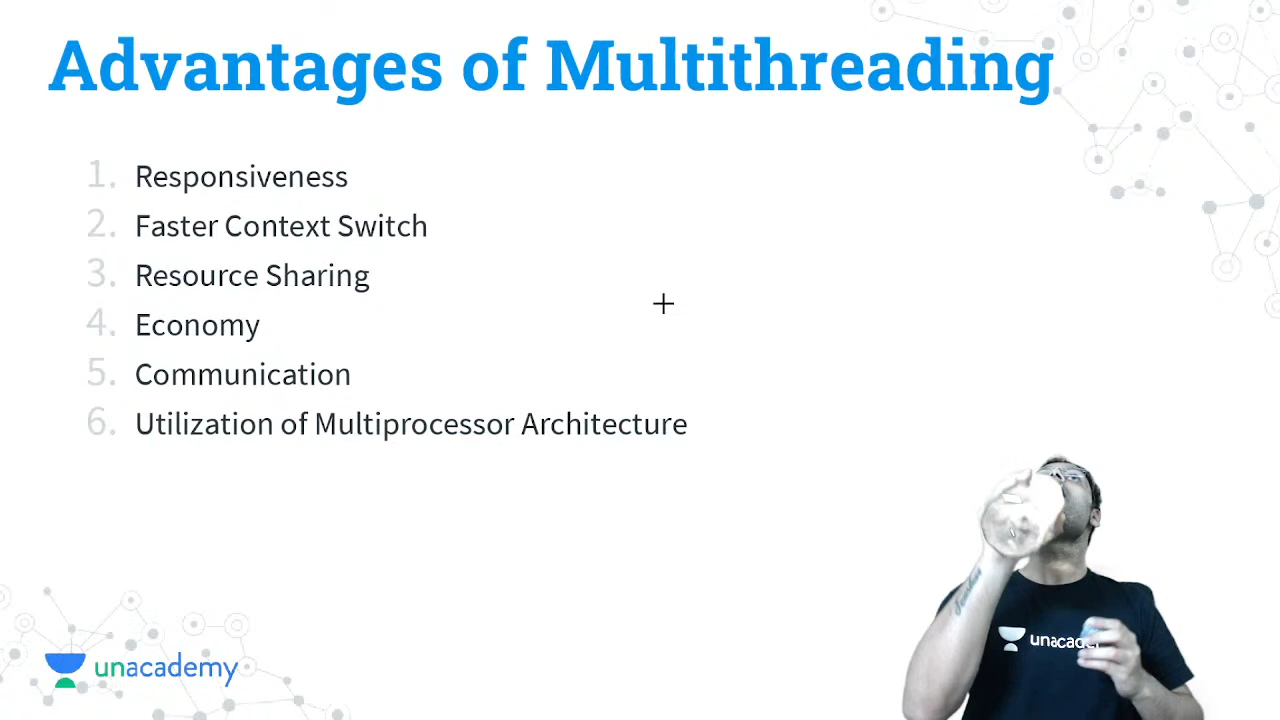 Advantages of Multithreading
1. Responsiveness
2. Faster Context Switch
3. Resource Sharing
4. Economy
5. Communication
6. Utilization of Multiprocessor Architecture
unacademy